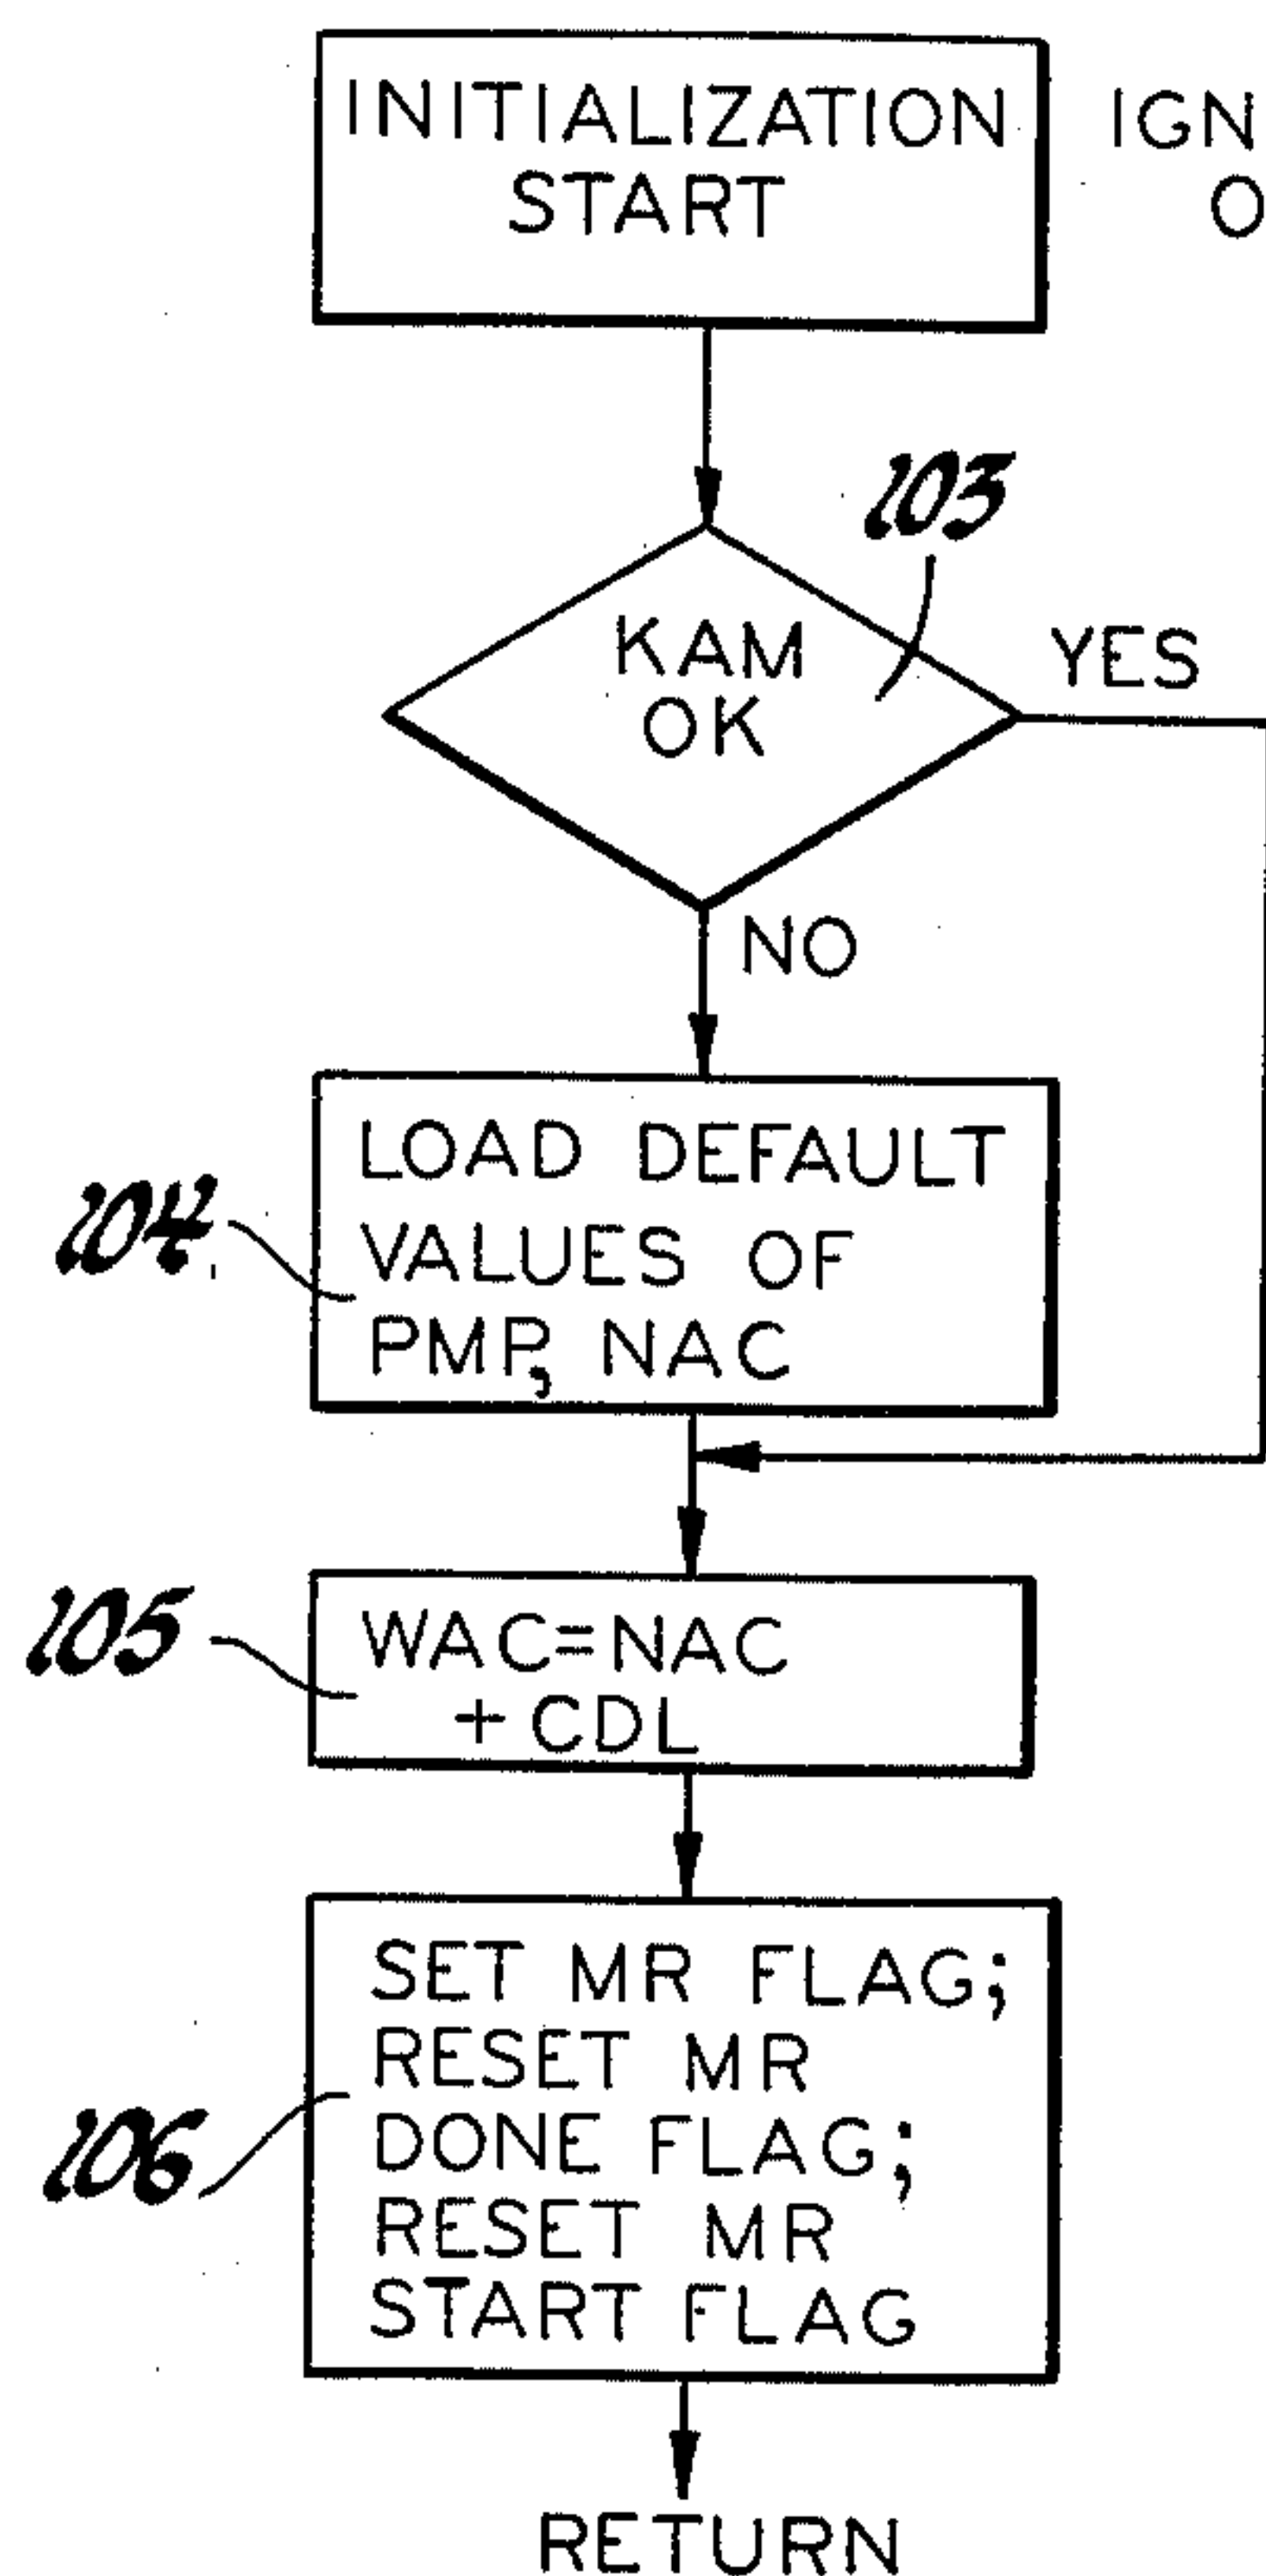 INITIALIZATION
START
IGN
O
103
KAM
OK
YES
NO
104
LOAD DEFAULT
VALUES OF
PMP, NAC
105
WAC=NAC
+ CDL
106
SET MR FLAG;
RESET MR
DONE FLAG;
RESET MR
START FLAG
RETURN